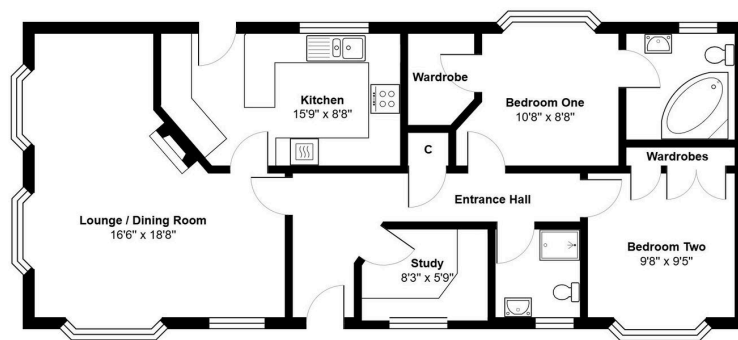 Wardrobe
Kitchen
15'9" x 8'8"
Bedroom One
10'8" x 8'8"
C
Wardrobes
Entrance Hall
Lounge / Dining Room
16'6" x 18'8"
Study
8'3" x 5'9"
Bedroom Two
9'8" x 9'5"